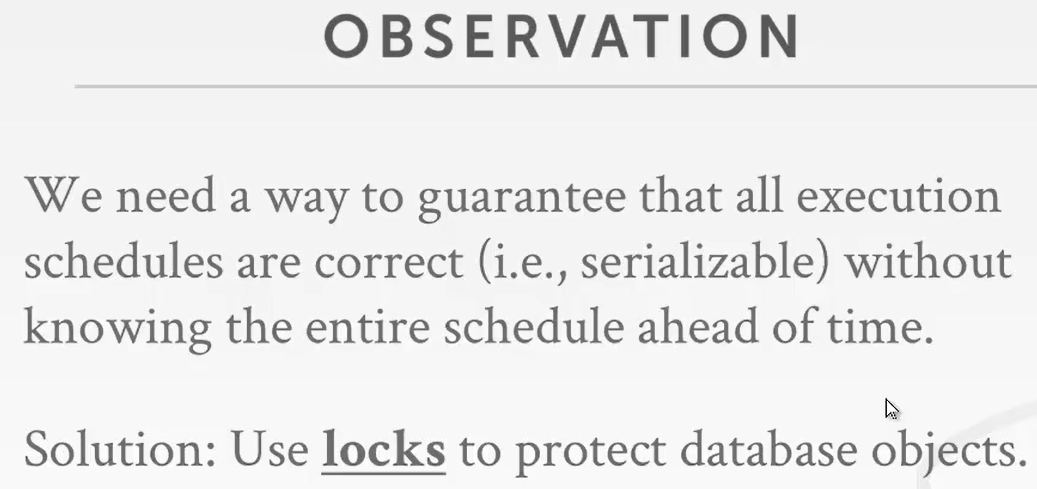 OBSERVATION
We need a way to guarantee that all execution
schedules are correct (i.e., serializable) without
knowing the entire schedule ahead of time.
Solution: Use locks to protect database objects.